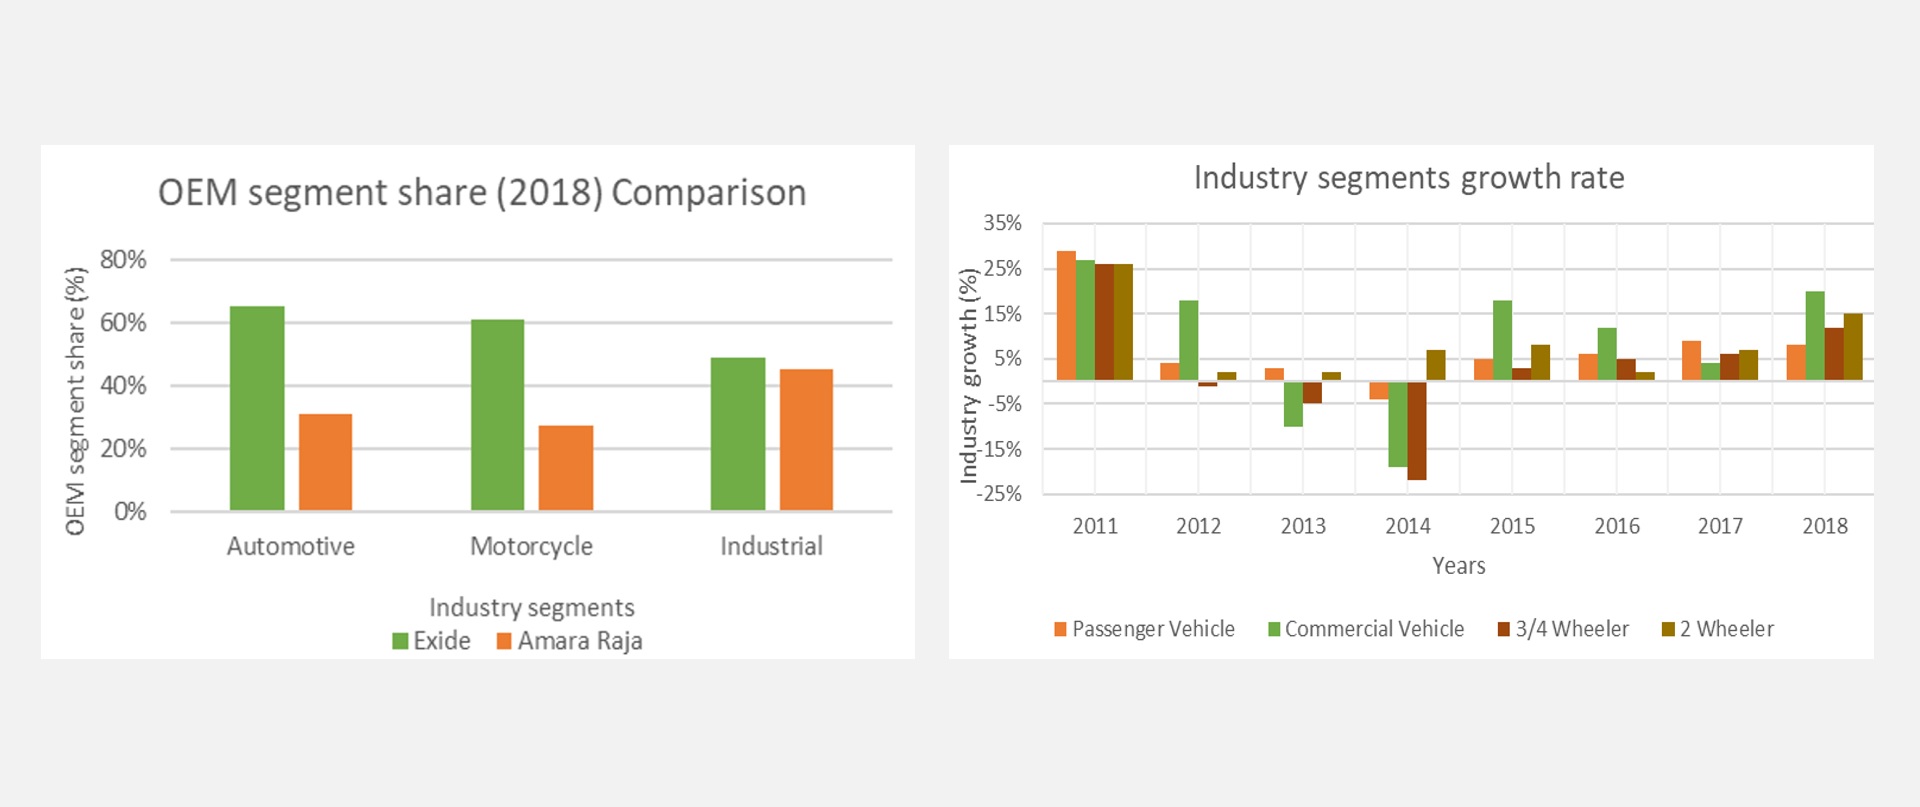 OEM segment share (2018) Comparison
OEM segment share (%)
80%
60%
40%
20%
0%
Automotive Motorcycle Industrial
Industry segments
Exide Amara Raja
Industry segments growth rate
Industry growth (%)
35%
25%
15%
5%
-5%
-15%
-25%
2011 2012 2013 2014 2015 2016 2017 2018
Years
Passenger Vehicle Commercial Vehicle 3/4 Wheeler 2 Wheeler